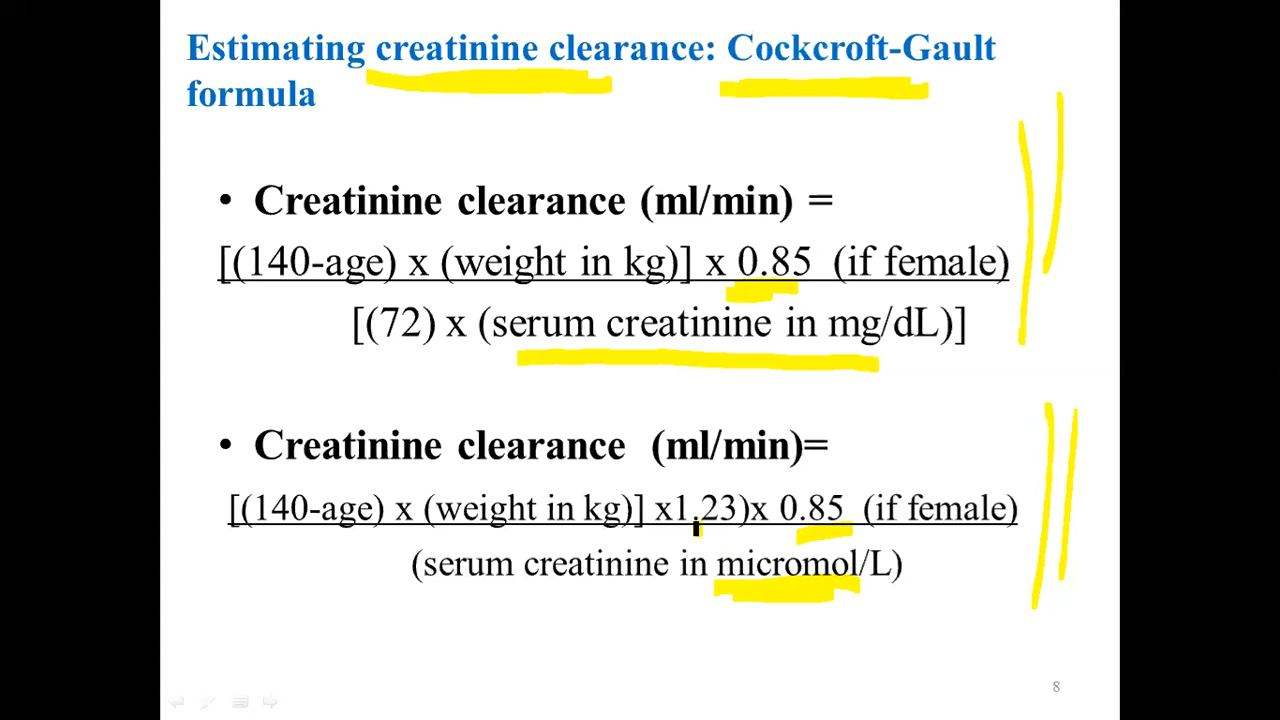 Estimating creatinine clearance: Cockcroft-Gault
formula
• Creatinine clearance (ml/min) =
[(140-age) x (weight in kg)] x 0.85 (if female)
[(72) x (serum creatinine in mg/dL)]
• Creatinine clearance (ml/min)=
[(140-age) x (weight in kg)] x1.23)x 0.85 (if female)
(serum creatinine in micromol/L)
8